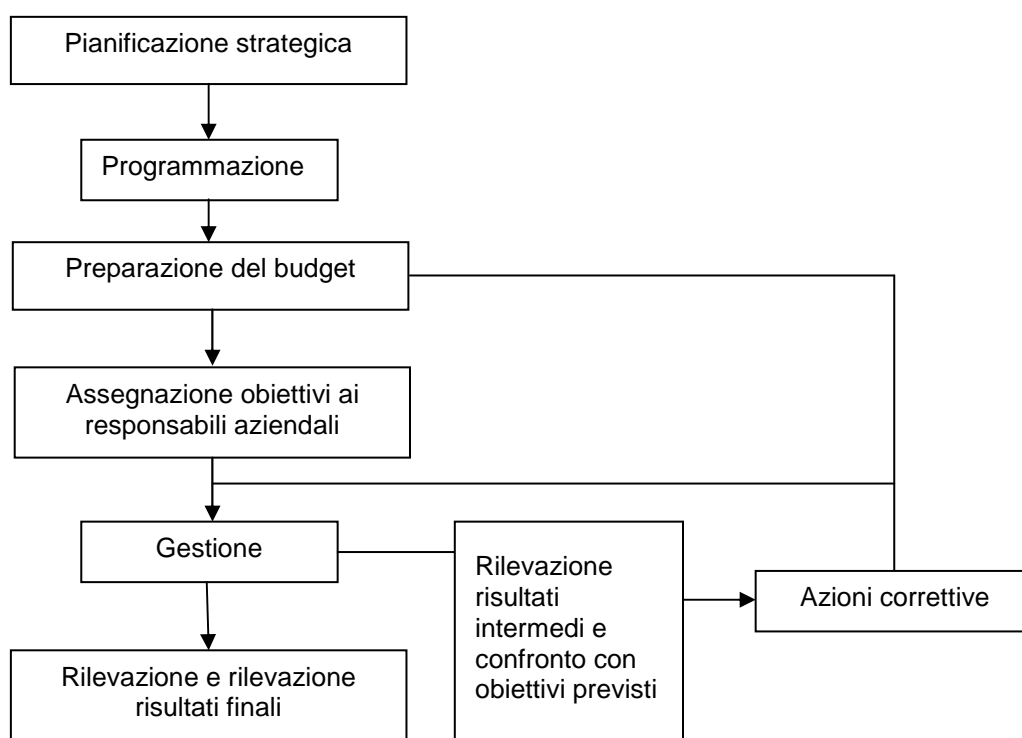 Pianificazione strategica
Programmazione
Preparazione del budget
Assegnazione obiettivi ai
responsabili aziendali
Gestione
Rilevazione
risultati
intermedi e
confronto con
obiettivi previsti
Azioni correttive
Rilevazione e rilevazione
risultati finali